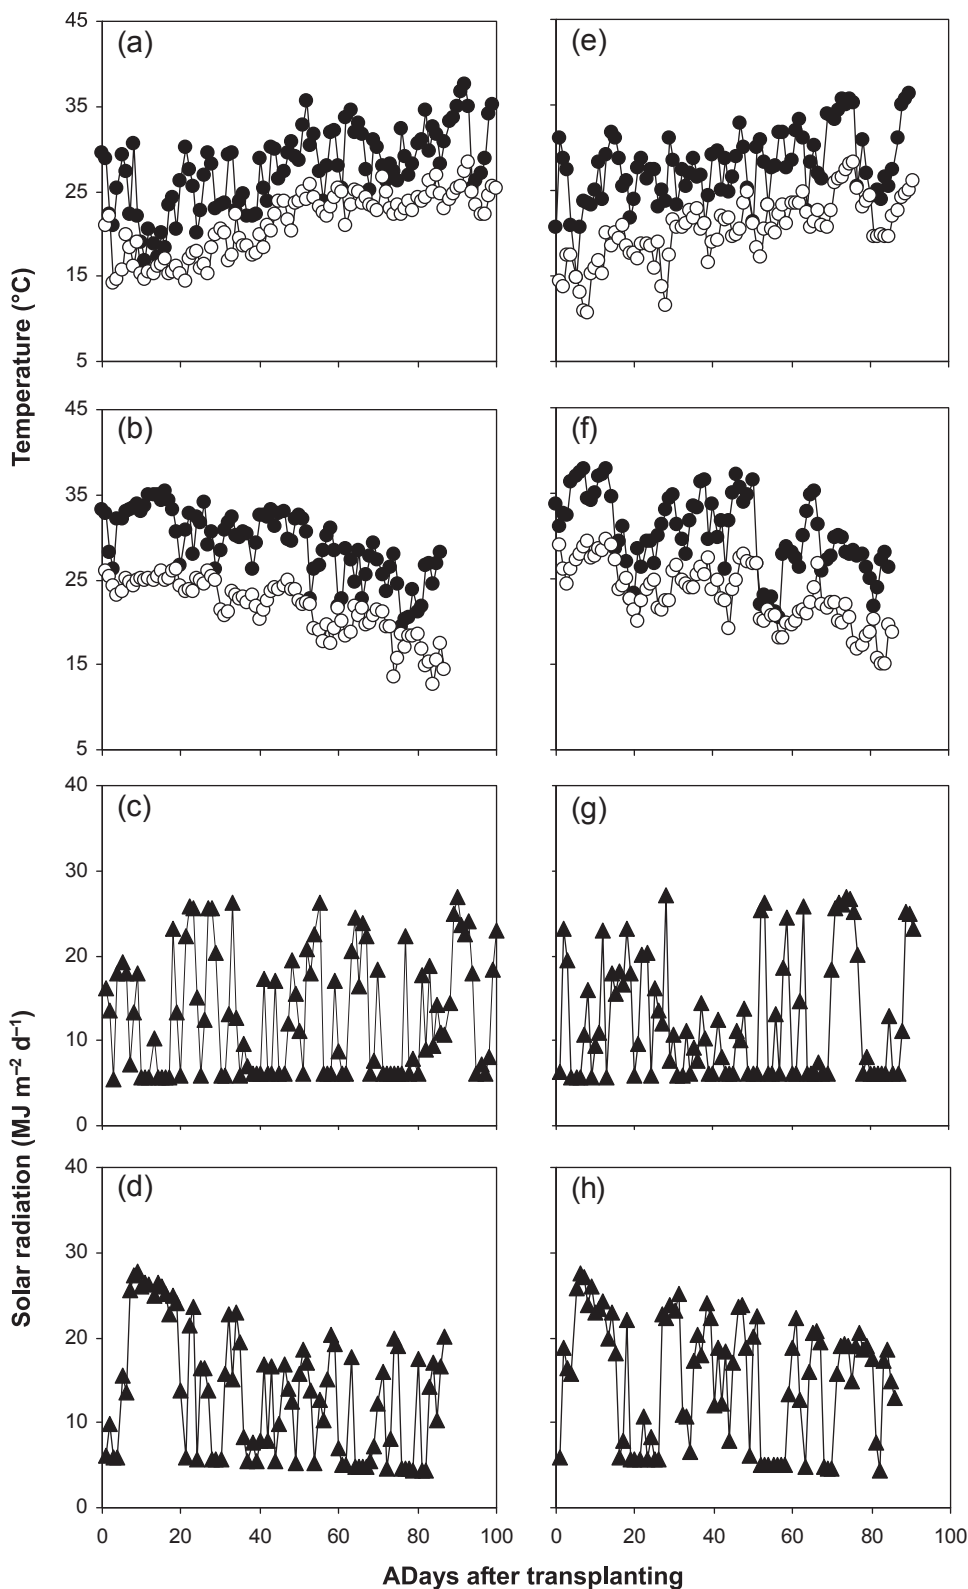 45
35
25
15
5
(a)
(e)
45
35
25
15
5
(b)
(f)
Temperature (°C)
40
30
20
10
0
(c)
(g)
40
30
20
10
0
(d)
(h)
Solar radiation (MJ m⁻² d⁻¹)
0 20 40 60 80 100 0 20 40 60 80 100
ADays after transplanting